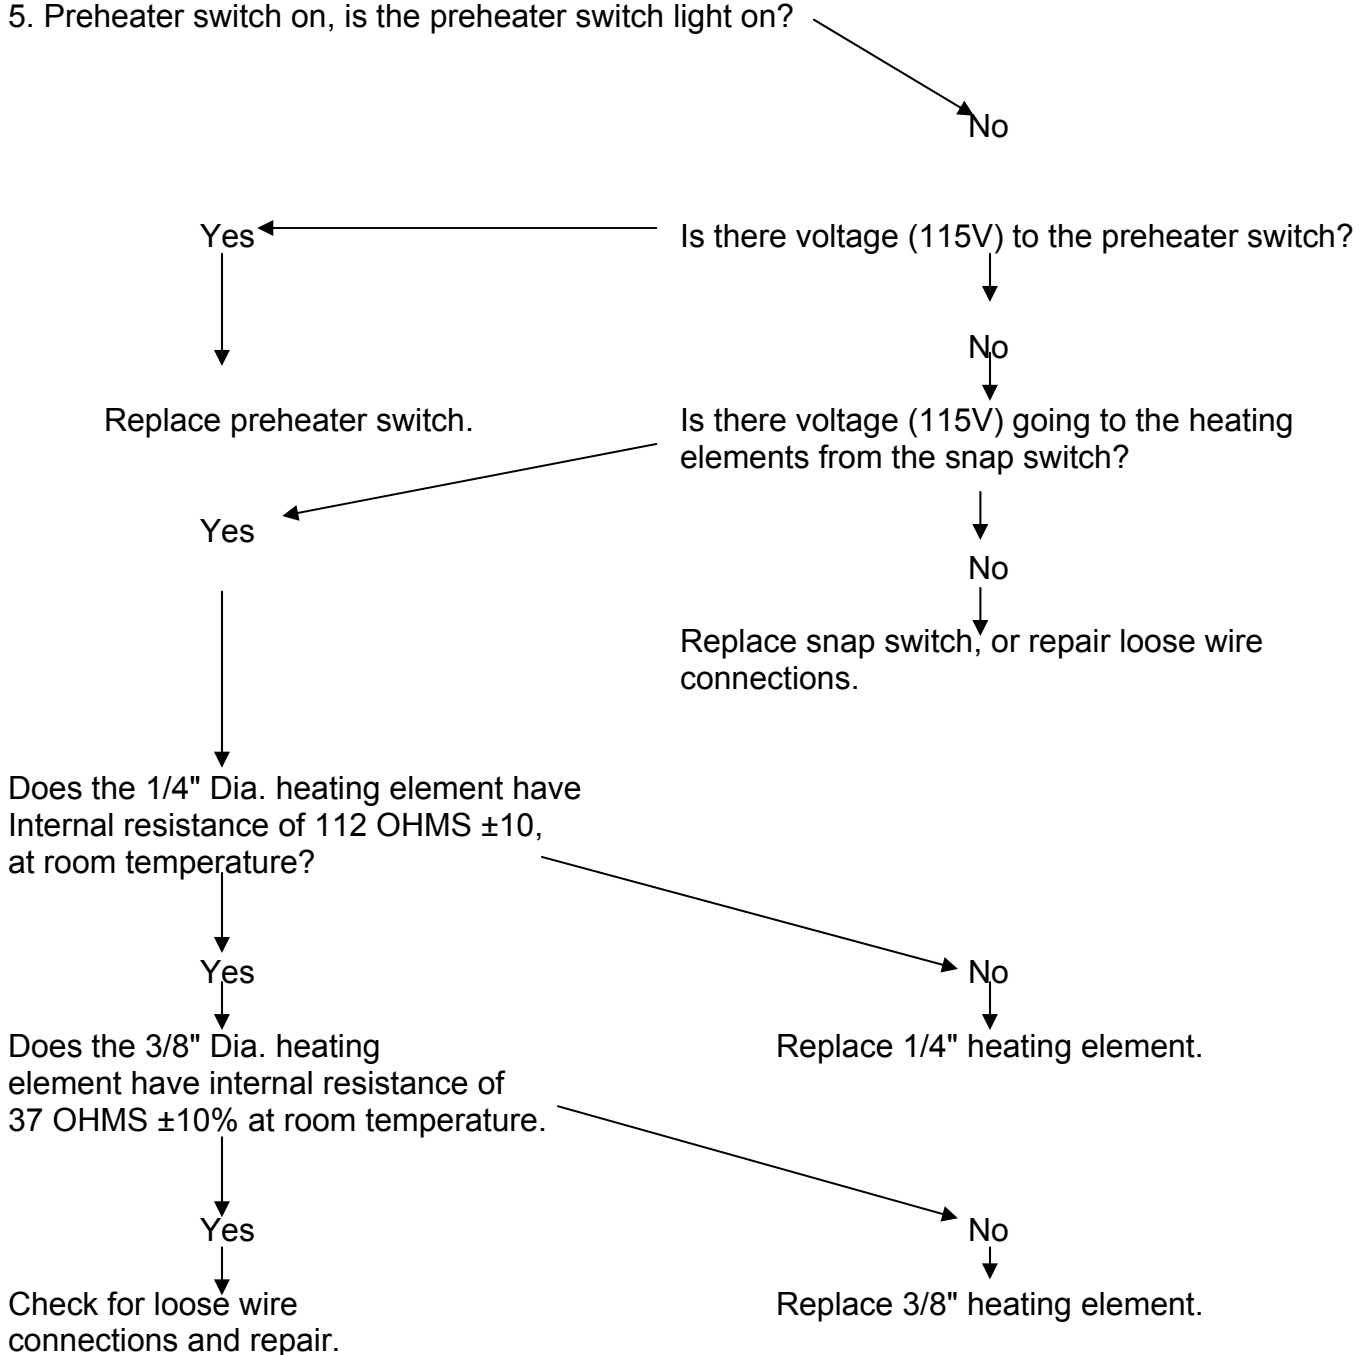 5. Preheater switch on, is the preheater switch light on?
No
Yes
Is there voltage (115V) to the preheater switch?
No
Replace preheater switch.
Is there voltage (115V) going to the heating
elements from the snap switch?
Yes
No
Replace snap switch, or repair loose wire
connections.
Does the 1/4" Dia. heating element have
Internal resistance of 112 OHMS ±10,
at room temperature?
Yes
No
Does the 3/8" Dia. heating
element have internal resistance of
37 OHMS ±10% at room temperature.
Replace 1/4" heating element.
Yes
No
Check for loose wire
connections and repair.
Replace 3/8" heating element.